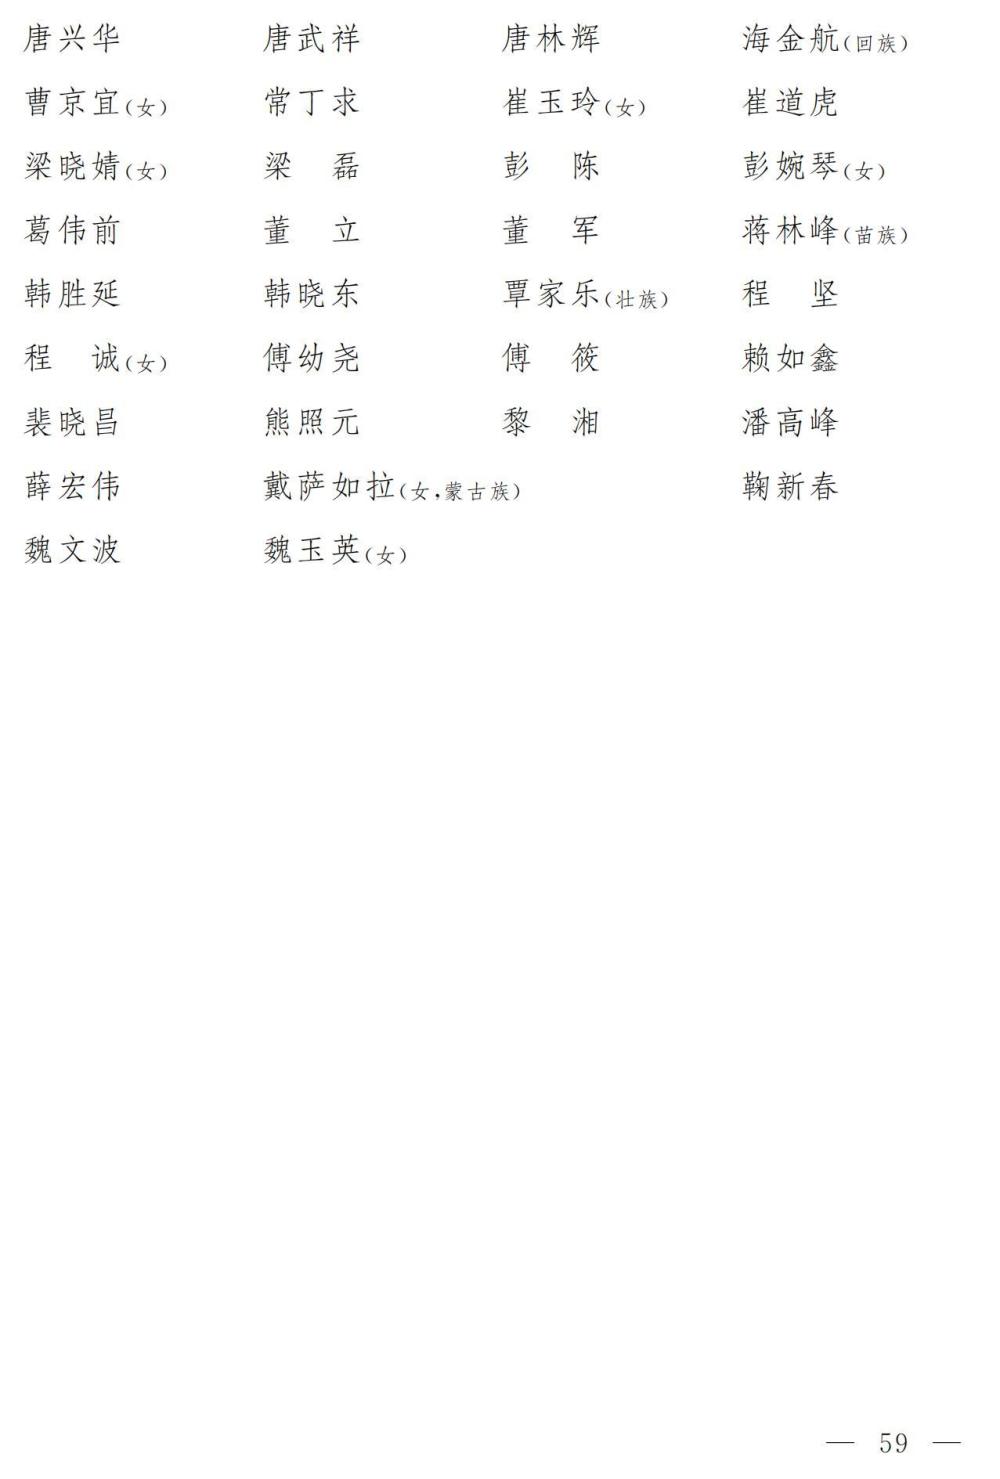 唐兴华 唐武祥 唐林辉 海金航(回族)
曹京宜(女) 常丁求 崔玉玲(女) 崔道虎
梁晓婧(女) 梁　磊 彭　陈 彭婉琴(女)
葛伟前 董　立 董　军 蒋林峰(苗族)
韩胜延 韩晓东 覃家乐(壮族) 程　坚
程　诚(女) 傅幼尧 傅　筱 赖如鑫
裴晓昌 熊照元 黎　湘 潘高峰
薛宏伟 戴萨如拉(女,蒙古族) 鞠新春
魏文波 魏玉英(女)
— 59 —